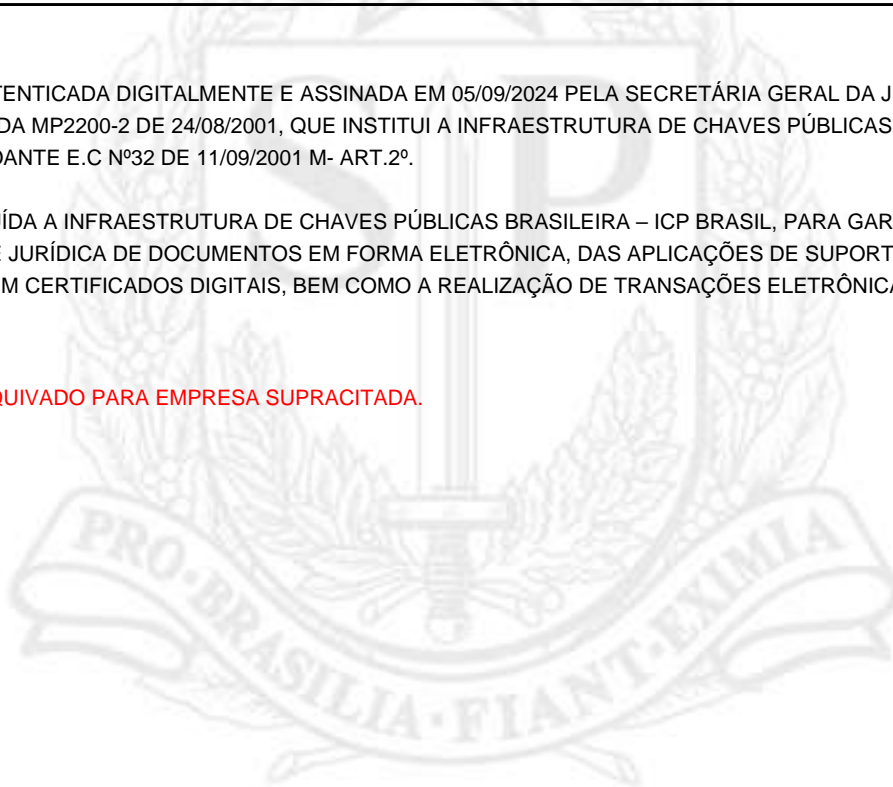 TENTICADA DIGITALMENTE E ASSINADA EM 05/09/2024 PELA SECRETÁRIA GERAL DA J
DA MP2200-2 DE 24/08/2001, QUE INSTITUI A INFRAESTRUTURA DE CHAVES PÚBLICAS
DANTE E.C Nº32 DE 11/09/2001 M- ART.2º.
ÍDA A INFRAESTRUTURA DE CHAVES PÚBLICAS BRASILEIRA – ICP BRASIL, PARA GAR
E JURÍDICA DE DOCUMENTOS EM FORMA ELETRÔNICA, DAS APLICAÇÕES DE SUPORT
M CERTIFICADOS DIGITAIS, BEM COMO A REALIZAÇÃO DE TRANSAÇÕES ELETRÔNICA
QUIVADO PARA EMPRESA SUPRACITADA.
SP
PRO·BRASILIA·FIANT·EXIMIA